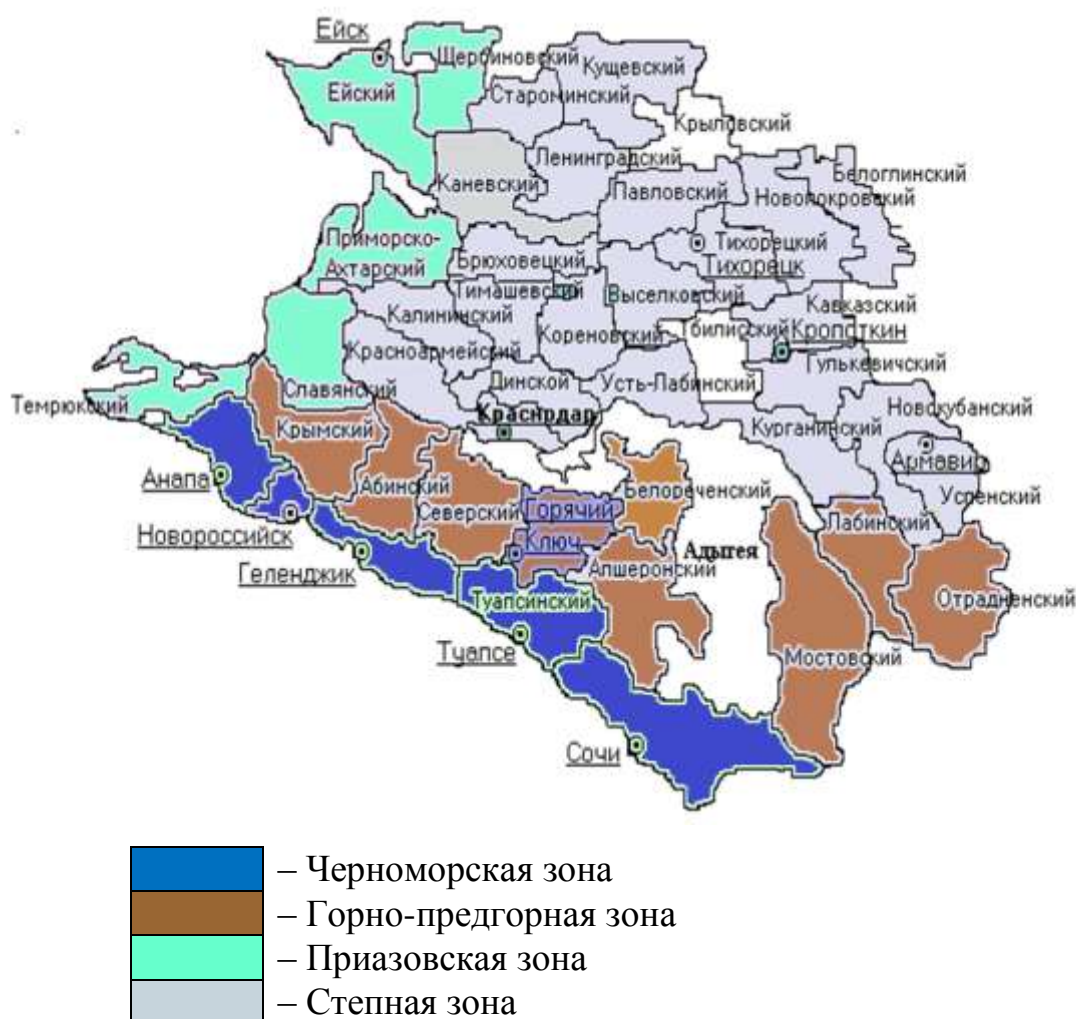 Ейск
Щербиновский
Кущевский
Ейский
Староминский
Крыловский
Ленинградский
Белоглинский
Каневский
Павловский
Новопокровский
Приморско-
Ахтарский
Тихорецкий
Брюховецкий
Тихорецк
Тимашевский
Выселковский
Кавказский
Калининский
Кореновский
Тбилисский
Кропоткин
Красноармейский
Гулькевичский
Динской
Усть-Лабинский
Славянский
Темрюкский
Новокубанский
Краснрдар
Крымский
Курганинский
Армавир
Анапа
Абинский
Белореченский
Успенский
Северский
Горячий
Ключ
Лабинский
Новороссийск
Адыгея
Апшеронский
Геленджик
Туапсинский
Отрадненский
Туапсе
Мостовский
Сочи
– Черноморская зона
– Горно-предгорная зона
– Приазовская зона
– Степная зона